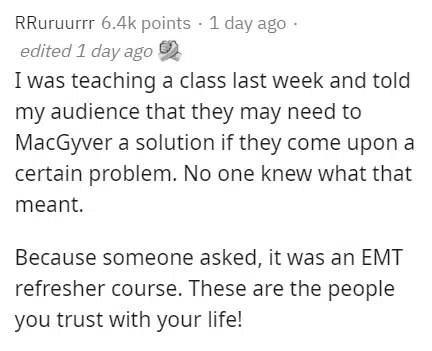 RRuruurrr 6.4k points · 1 day ago ·
edited 1 day ago
I was teaching a class last week and told
my audience that they may need to
MacGyver a solution if they come upon a
certain problem. No one knew what that
meant.
Because someone asked, it was an EMT
refresher course. These are the people
you trust with your life!